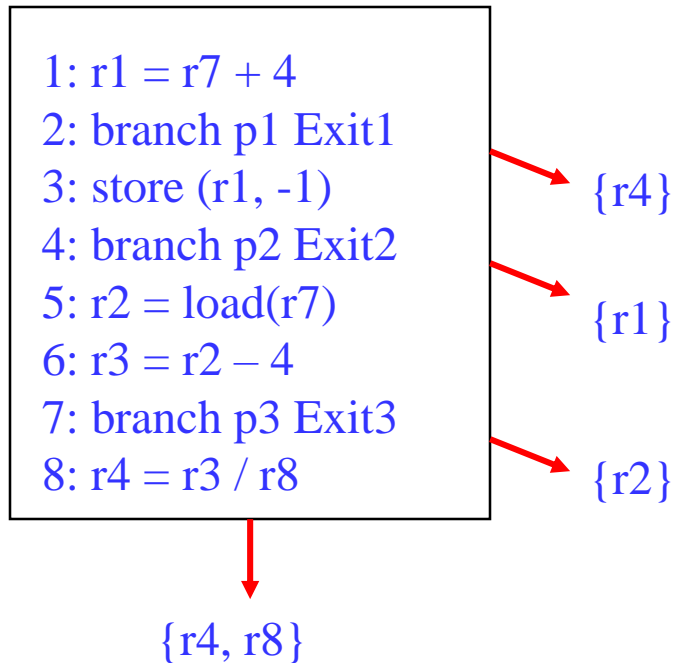 1: r1 = r7 + 4
2: branch p1 Exit1
3: store (r1, -1)
4: branch p2 Exit2
5: r2 = load(r7)
6: r3 = r2 – 4
7: branch p3 Exit3
8: r4 = r3 / r8
{r4}
{r1}
{r2}
{r4, r8}